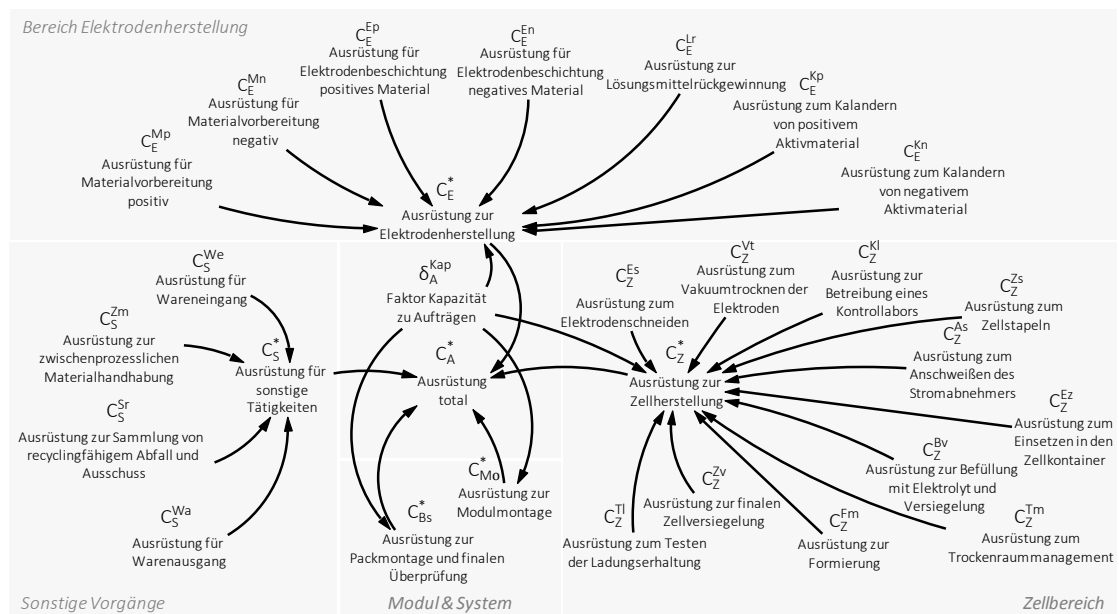 Bereich Elektrodenherstellung
C_E^Mp
Ausrüstung für
Materialvorbereitung
positiv
C_E^Mn
Ausrüstung für
Materialvorbereitung
negativ
C_E^Ep
Ausrüstung für
Elektrodenbeschichtung
positives Material
C_E^En
Ausrüstung für
Elektrodenbeschichtung
negatives Material
C_E^Lr
Ausrüstung zur
Lösungsmittelrückgewinnung
C_E^Kp
Ausrüstung zum Kalandern
von positivem
Aktivmaterial
C_E^Kn
Ausrüstung zum Kalandern
von negativem
Aktivmaterial
C_E^*
Ausrüstung zur
Elektrodenherstellung
C_S^We
Ausrüstung für
Wareneingang
C_S^Zm
Ausrüstung zur
zwischenprozesslichen
Materialhandhabung
C_S^*
Ausrüstung für
sonstige
Tätigkeiten
C_S^Sr
Ausrüstung zur Sammlung von
recyclingfähigem Abfall und
Ausschuss
C_S^Wa
Ausrüstung für
Warenausgang
Sonstige Vorgänge
δ_A^Kap
Faktor Kapazität
zu Aufträgen
C_A^*
Ausrüstung
total
C_Mo^*
Ausrüstung zur
Modulmontage
C_Bs^*
Ausrüstung zur
Packmontage und finalen
Überprüfung
Modul & System
C_Z^Es
Ausrüstung zum
Elektrodenschneiden
C_Z^Vt
Ausrüstung zum
Vakuumtrocknen der
Elektroden
C_Z^Kl
Ausrüstung zur
Betreibung eines
Kontrollabors
C_Z^Zs
Ausrüstung zum
Zellstapeln
C_Z^As
Ausrüstung zum
Anschweißen des
Stromabnehmers
C_Z^*
Ausrüstung zur
Zellherstellung
C_Z^Ez
Ausrüstung zum
Einsetzen in den
Zellkontainer
C_Z^Bv
Ausrüstung zur Befüllung
mit Elektrolyt und
Versiegelung
C_Z^Zv
Ausrüstung zur finalen
Zellversiegelung
C_Z^Tl
Ausrüstung zum Testen
der Ladungserhaltung
C_Z^Fm
Ausrüstung zur
Formierung
C_Z^Tm
Ausrüstung zum
Trockenraummanagement
Zellbereich